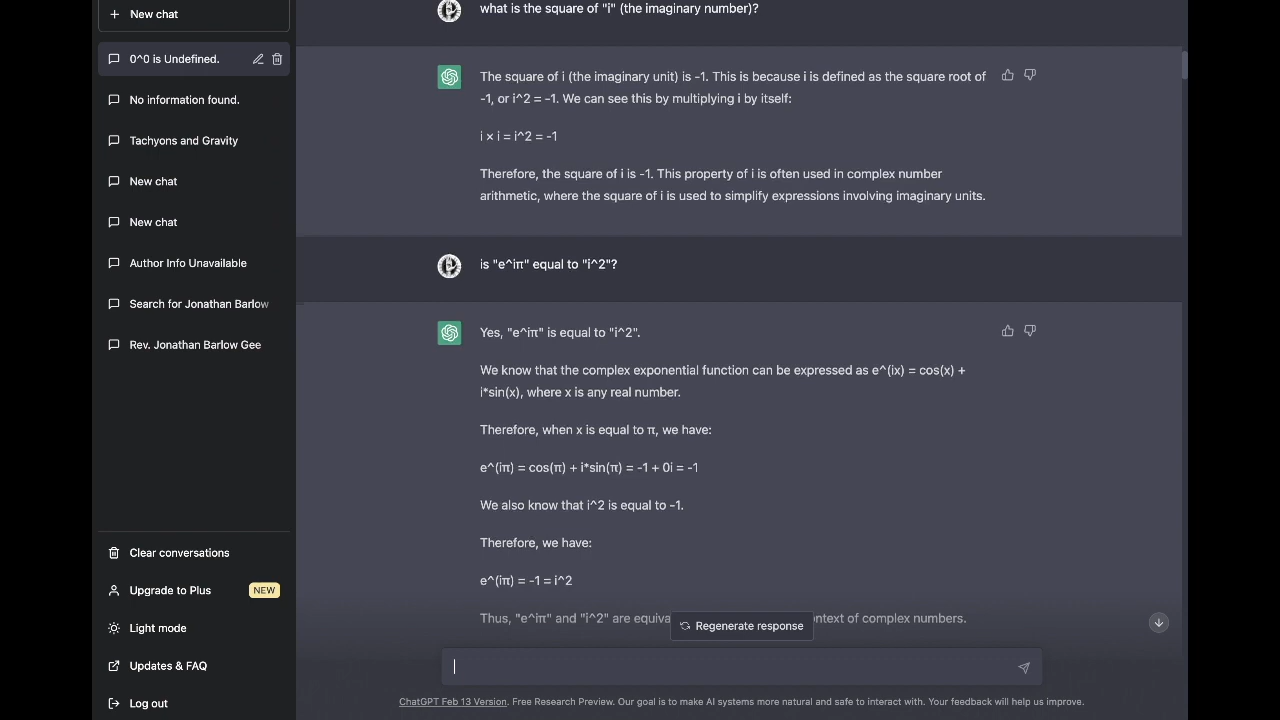 New chat
0^0 is Undefined.
No information found.
Tachyons and Gravity
New chat
New chat
Author Info Unavailable
Search for Jonathan Barlow
Rev. Jonathan Barlow Gee
Clear conversations
Upgrade to Plus NEW
Light mode
Updates & FAQ
Log out
what is the square of "i" (the imaginary number)?
The square of i (the imaginary unit) is -1. This is because i is defined as the square root of
-1, or i^2 = -1. We can see this by multiplying i by itself:
i × i = i^2 = -1
Therefore, the square of i is -1. This property of i is often used in complex number
arithmetic, where the square of i is used to simplify expressions involving imaginary units.
is "e^iπ" equal to "i^2"?
Yes, "e^iπ" is equal to "i^2".
We know that the complex exponential function can be expressed as e^(ix) = cos(x) +
i*sin(x), where x is any real number.
Therefore, when x is equal to π, we have:
e^(iπ) = cos(π) + i*sin(π) = -1 + 0i = -1
We also know that i^2 is equal to -1.
Therefore, we have:
e^(iπ) = -1 = i^2
Thus, "e^iπ" and "i^2" are of complex numbers.
Regenerate response
ChatGPT Feb 13 Version. Free Research Preview. Our goal is to make AI systems more natural and safe to interact with. Your feedback will help us improve.